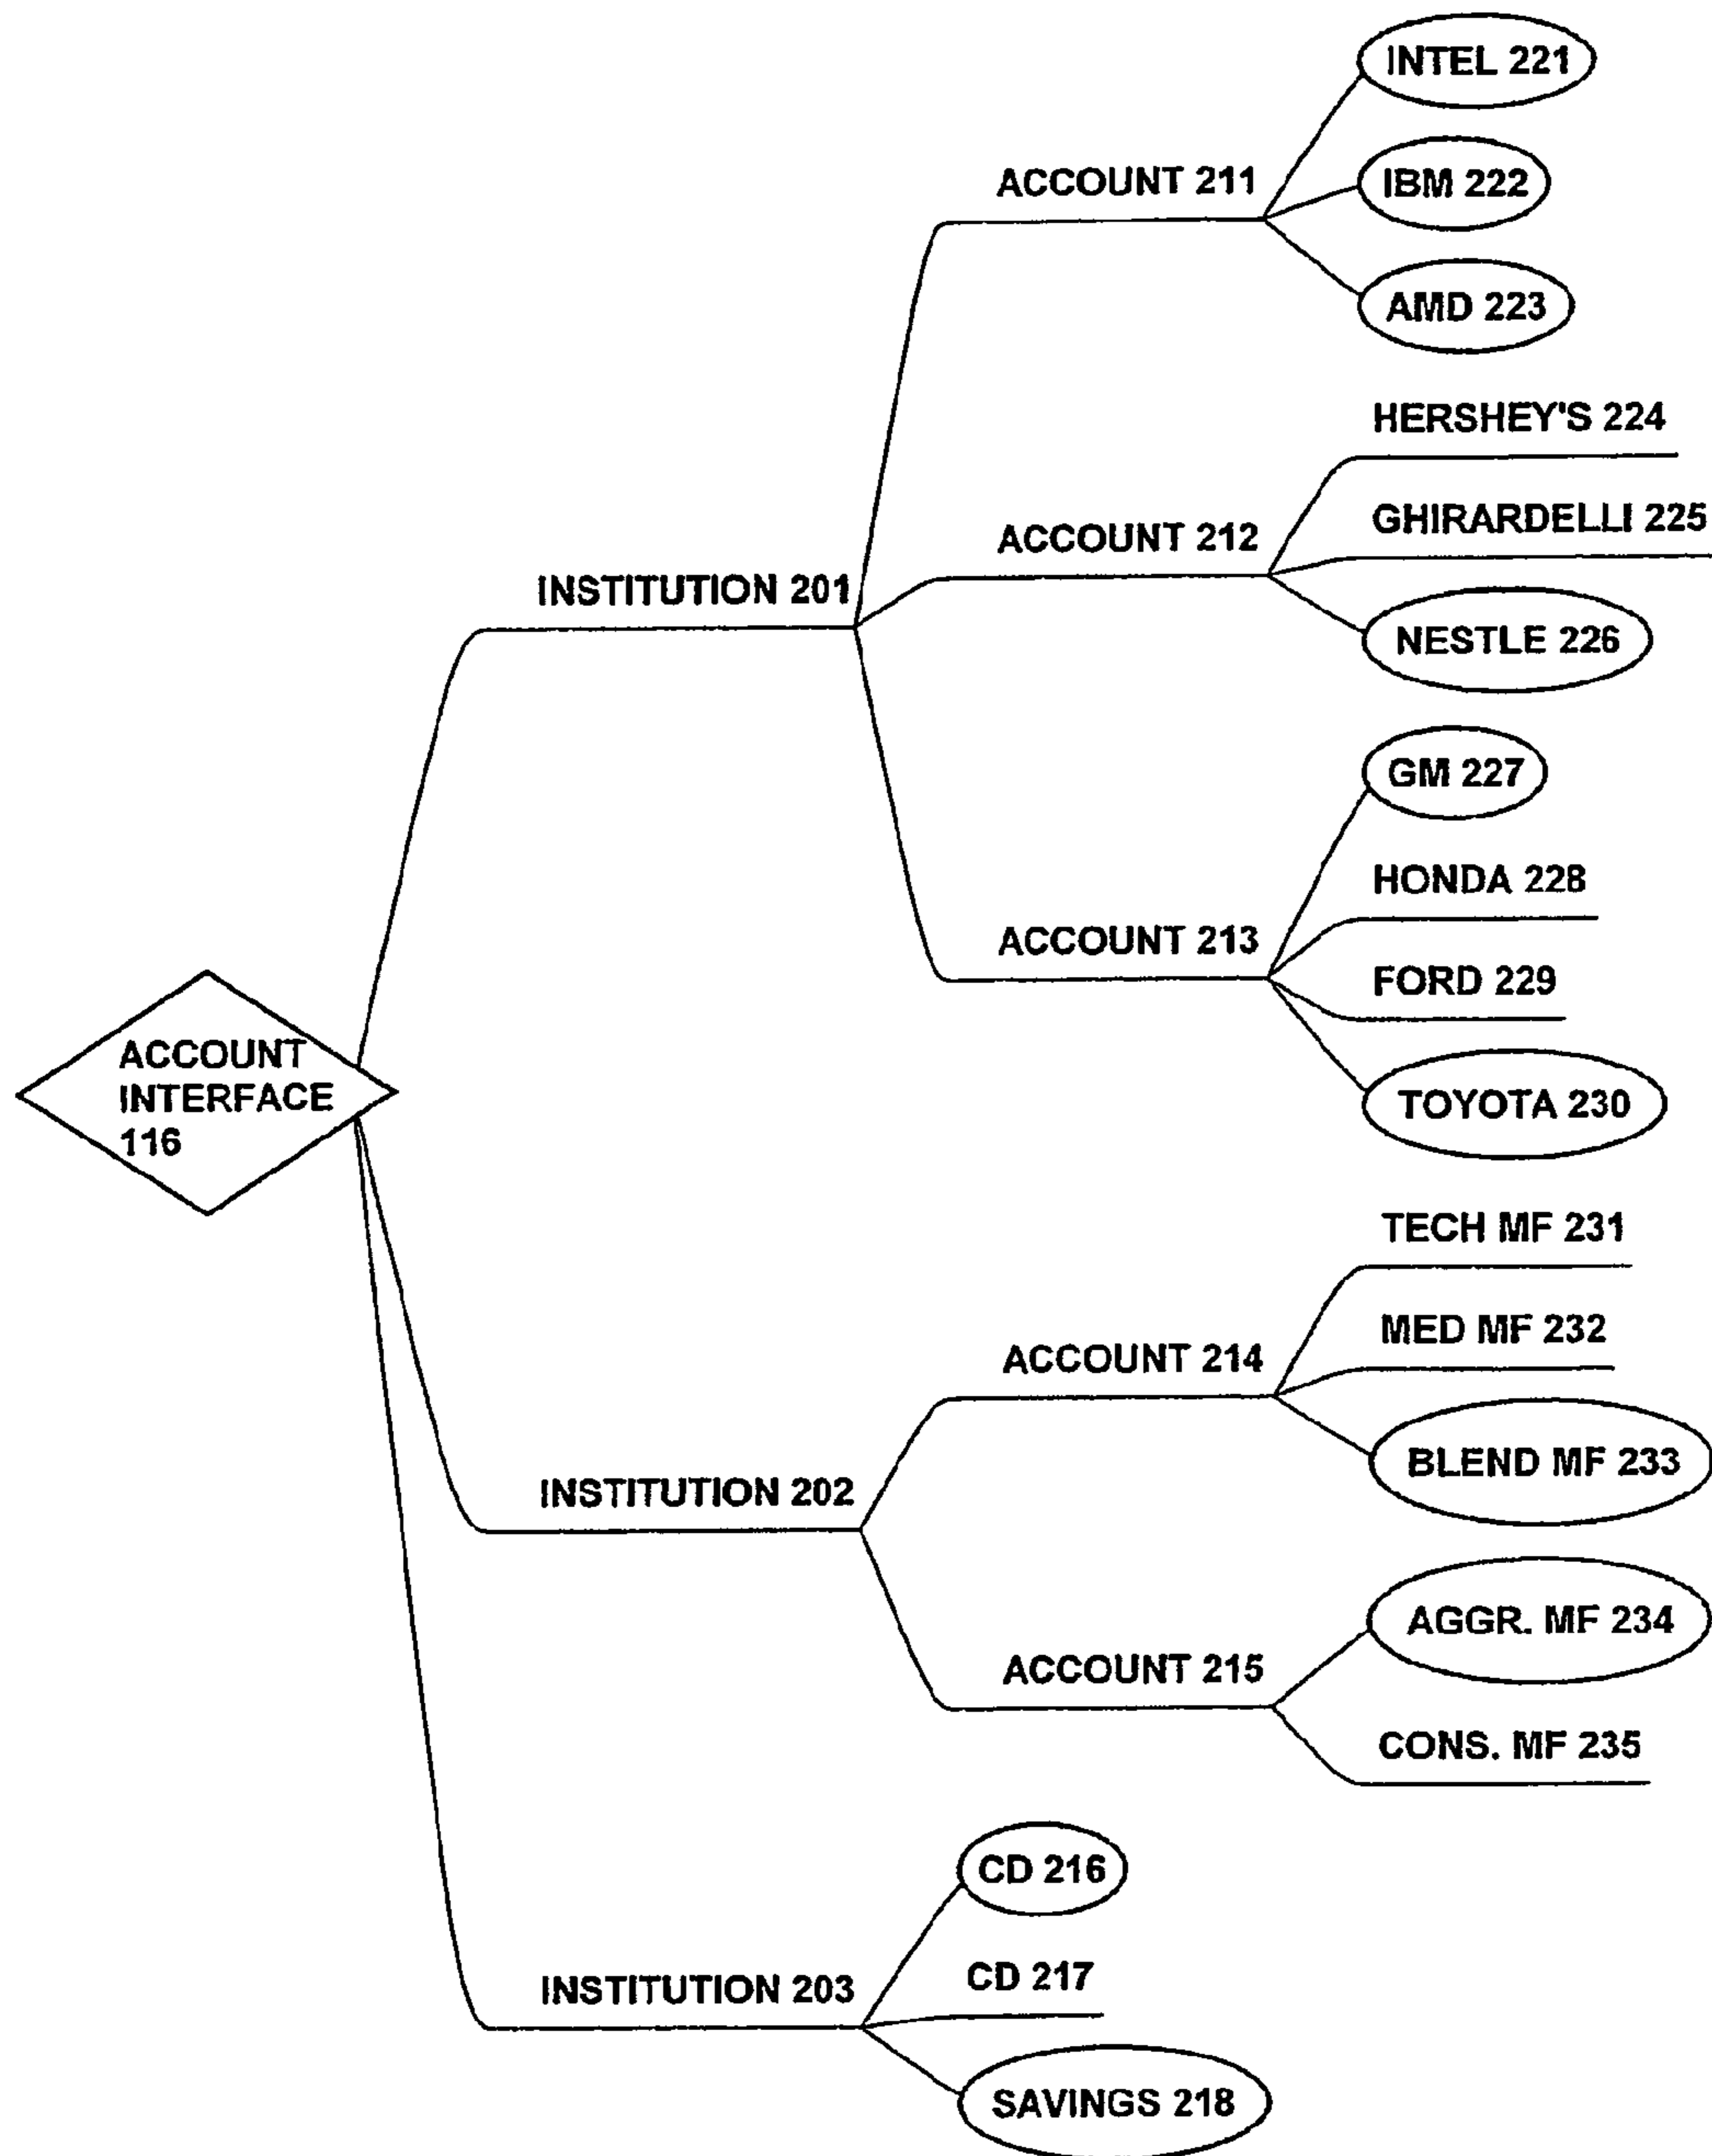 INTEL 221
ACCOUNT 211
IBM 222
AMD 223
HERSHEY'S 224
GHIRARDELLI 225
ACCOUNT 212
INSTITUTION 201
NESTLE 226
GM 227
HONDA 228
ACCOUNT 213
FORD 229
ACCOUNT
INTERFACE
116
TOYOTA 230
TECH MF 231
MED MF 232
ACCOUNT 214
BLEND MF 233
INSTITUTION 202
AGGR. MF 234
ACCOUNT 215
CONS. MF 235
CD 216
CD 217
INSTITUTION 203
SAVINGS 218